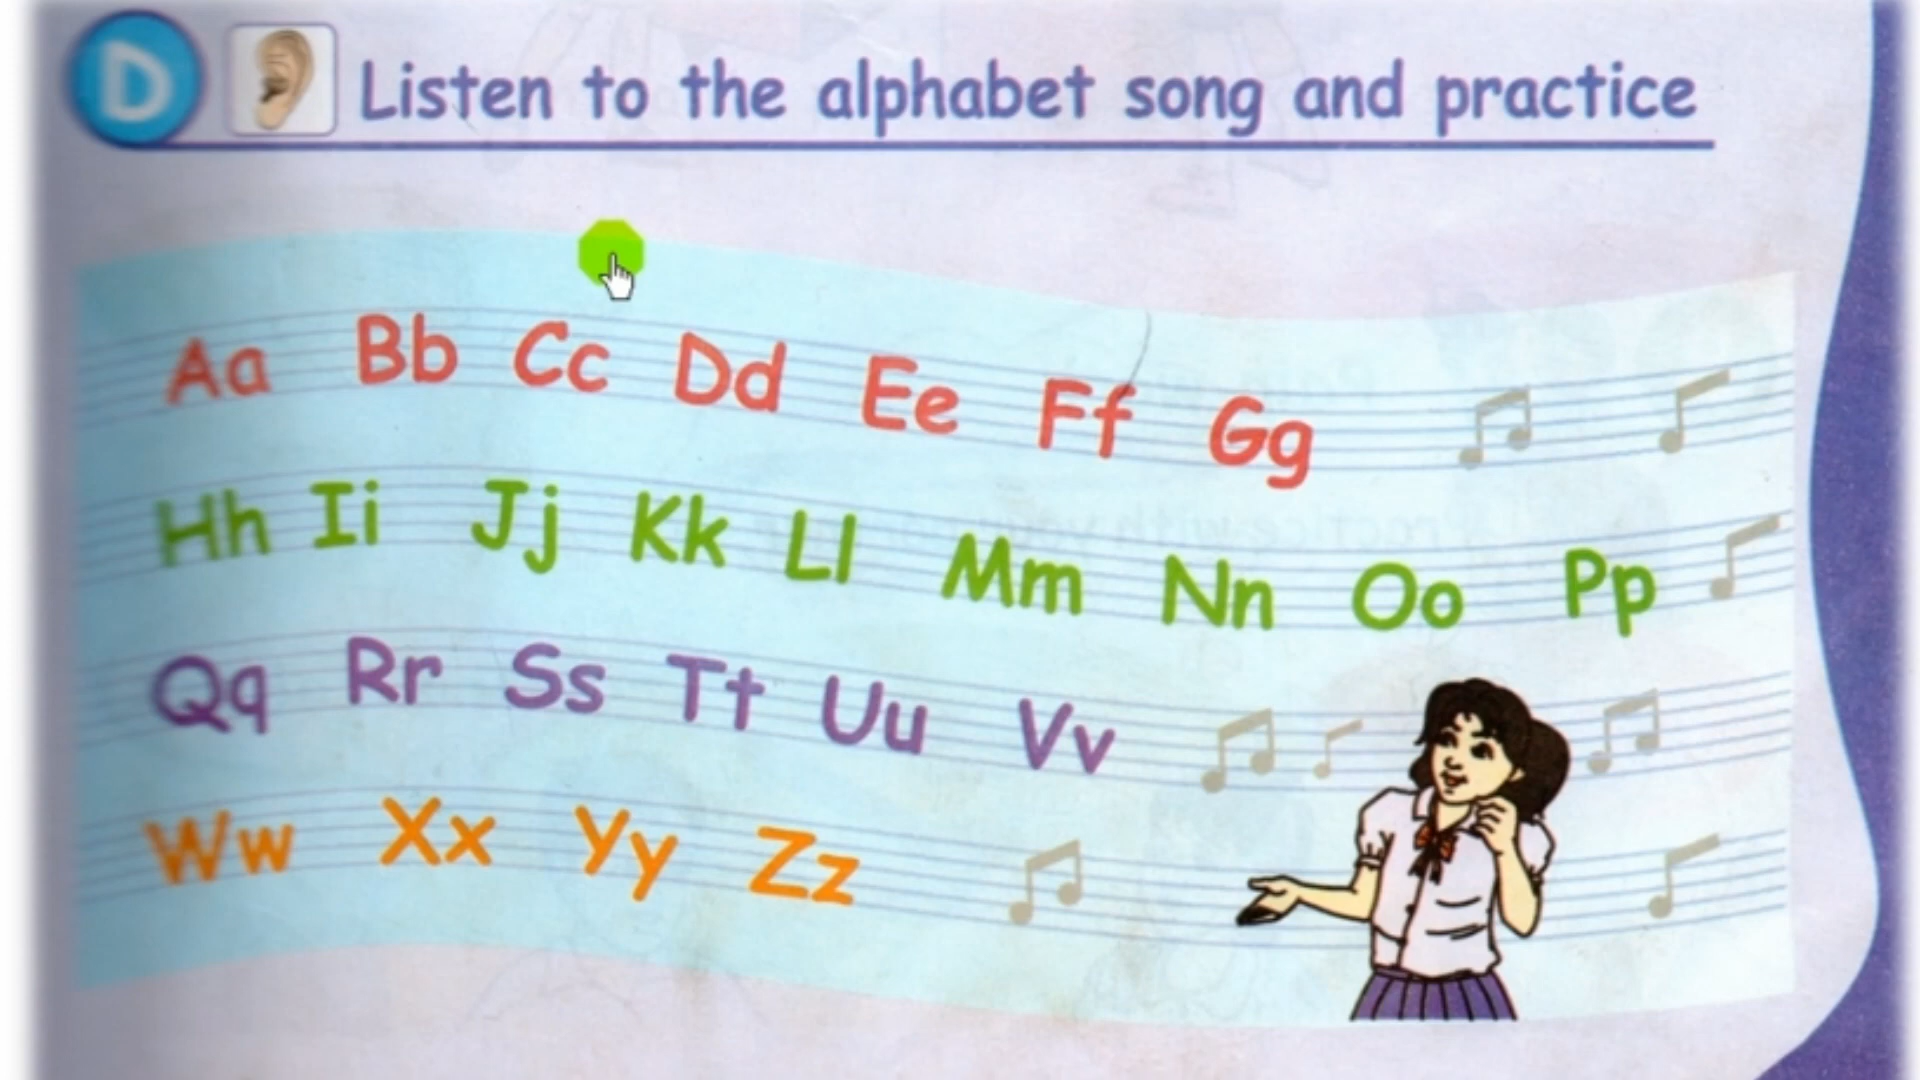 D Listen to the alphabet song and practice
Aa Bb Cc Dd Ee Ff Gg
Hh Ii Jj Kk Ll Mm Nn Oo Pp
Qq Rr Ss Tt Uu Vv
Ww Xx Yy Zz